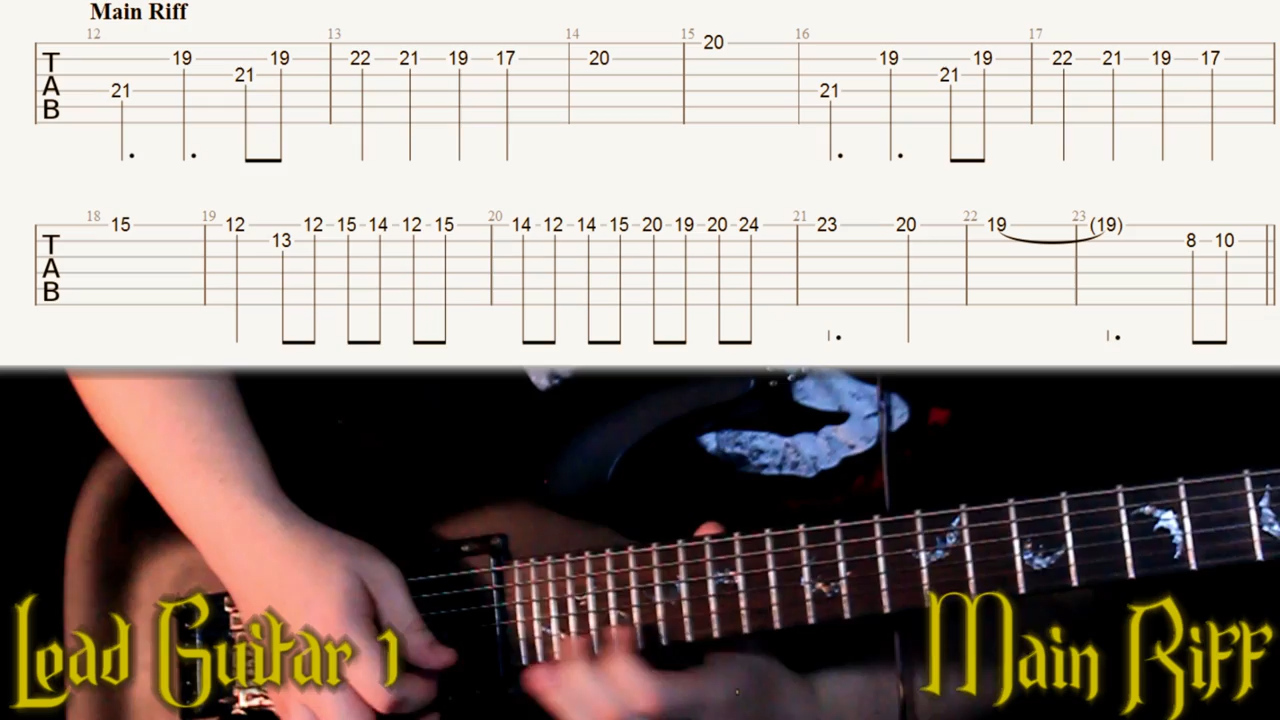 Main Riff
12 13 14 15 16 17
20 20
19 19 22 21 19 17 20 19 19 22 21 19 17
T 21 21
A 21 21
B
18 19 20 21 22 23
15 12 12 15 14 12 15 14 12 14 15 20 19 20 24 23 20 19 (19)
T 13 8 10
A
B
Lead Guitar 1 Main Riff